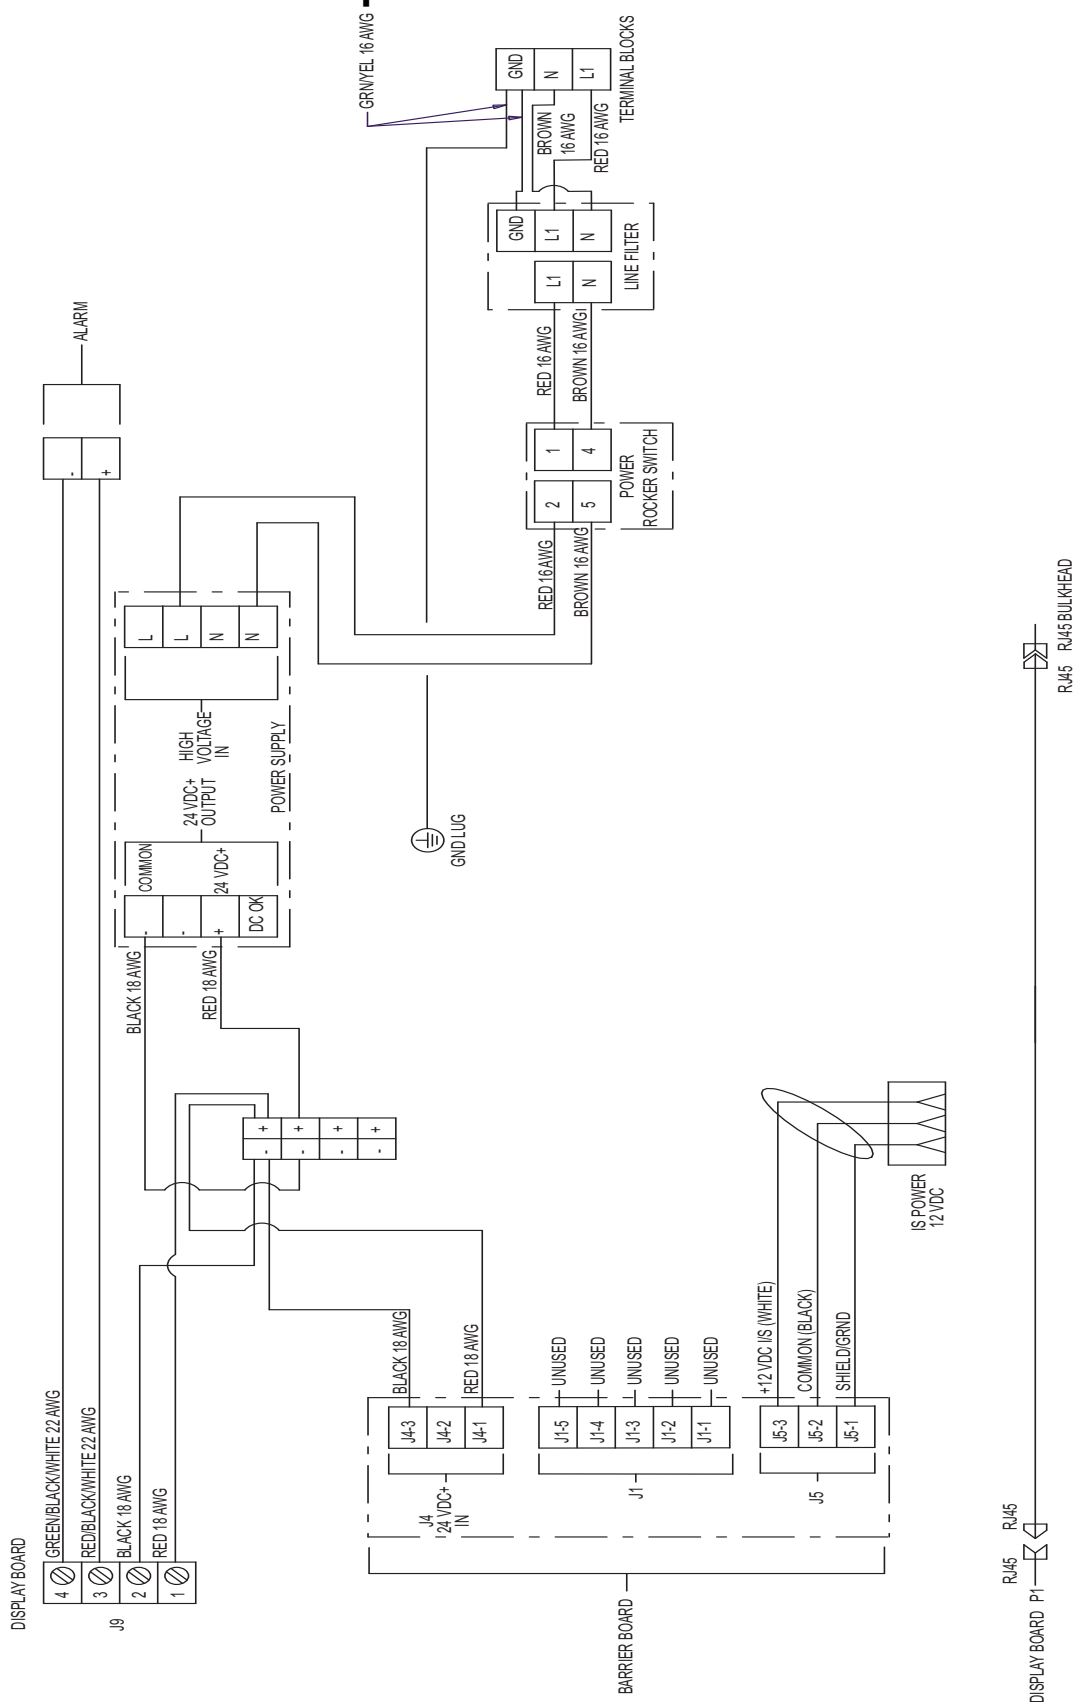 DISPLAY BOARD
J9
4
3
2
1
GREEN/BLACK/WHITE 22 AWG
RED/BLACK/WHITE 22 AWG
BLACK 18 AWG
RED 18 AWG
-
+
ALARM
BLACK 18 AWG
RED 18 AWG
-
-
+
DC OK
COMMON
24 VDC+
24 VDC+
OUTPUT
HIGH
VOLTAGE
IN
POWER SUPPLY
L
L
N
N
- +
- +
- +
- +
GND LUG
RED 16AWG
BROWN 16 AWG
2
5
1
4
POWER
ROCKER SWITCH
RED 16 AWG
BROWN 16 AWG
L1
N
GND
L1
N
LINE FILTER
BROWN
16 AWG
RED 16 AWG
GRN/YEL 16 AWG
GND
N
L1
TERMINAL BLOCKS
BARRIER BOARD
J4
24 VDC+
IN
J4-3
J4-2
J4-1
BLACK 18 AWG
RED 18 AWG
J1
J1-5
J1-4
J1-3
J1-2
J1-1
UNUSED
UNUSED
UNUSED
UNUSED
UNUSED
J5
J5-3
J5-2
J5-1
+12 VDC I/S (WHITE)
COMMON (BLACK)
SHIELD/GRND
IS POWER
12 VDC
DISPLAY BOARD P1
RJ45
RJ45
RJ45
RJ45 BULKHEAD